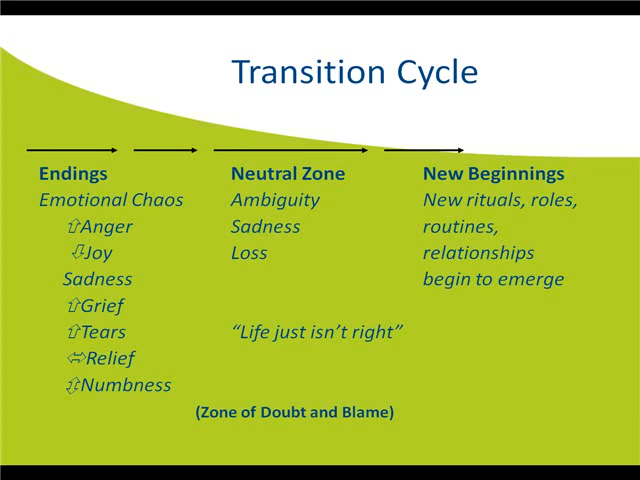 Transition Cycle
Endings
Emotional Chaos
⇧Anger
⇩Joy
Sadness
⇧Grief
⇧Tears
⬄Relief
⇳Numbness
Neutral Zone
Ambiguity
Sadness
Loss
“Life just isn’t right”
(Zone of Doubt and Blame)
New Beginnings
New rituals, roles,
routines,
relationships
begin to emerge